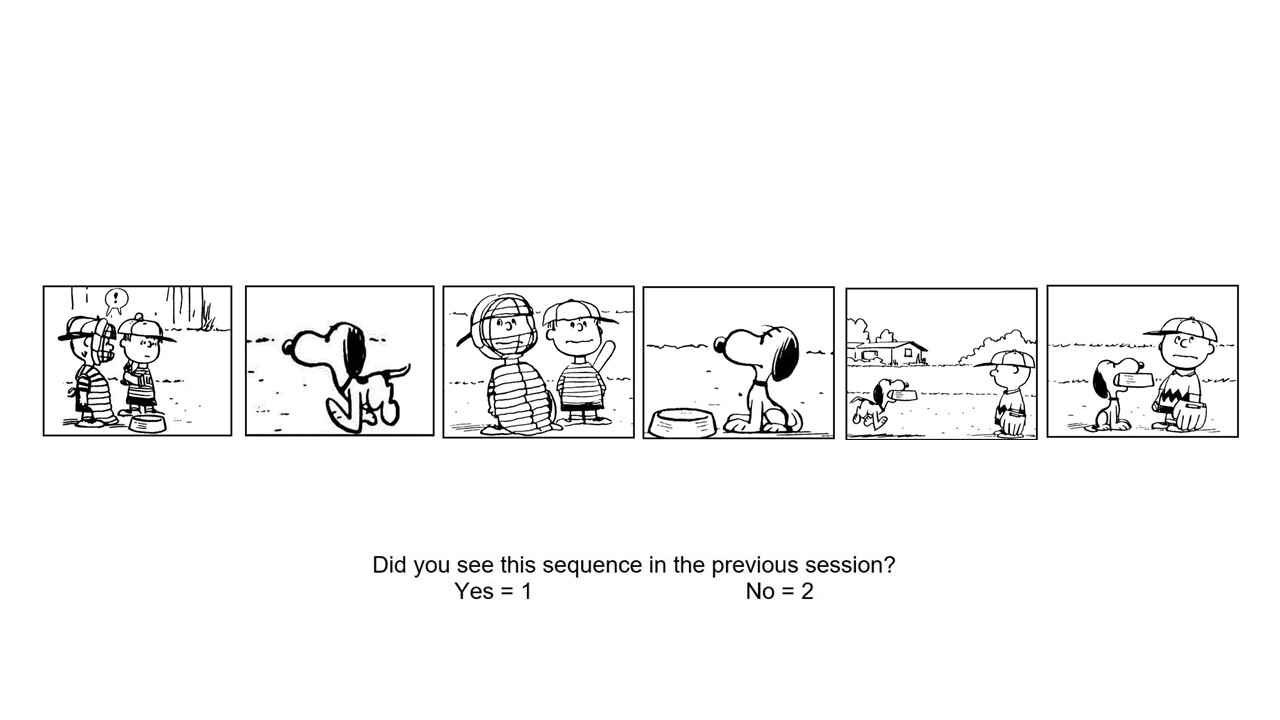 !
Did you see this sequence in the previous session?
Yes = 1 No = 2